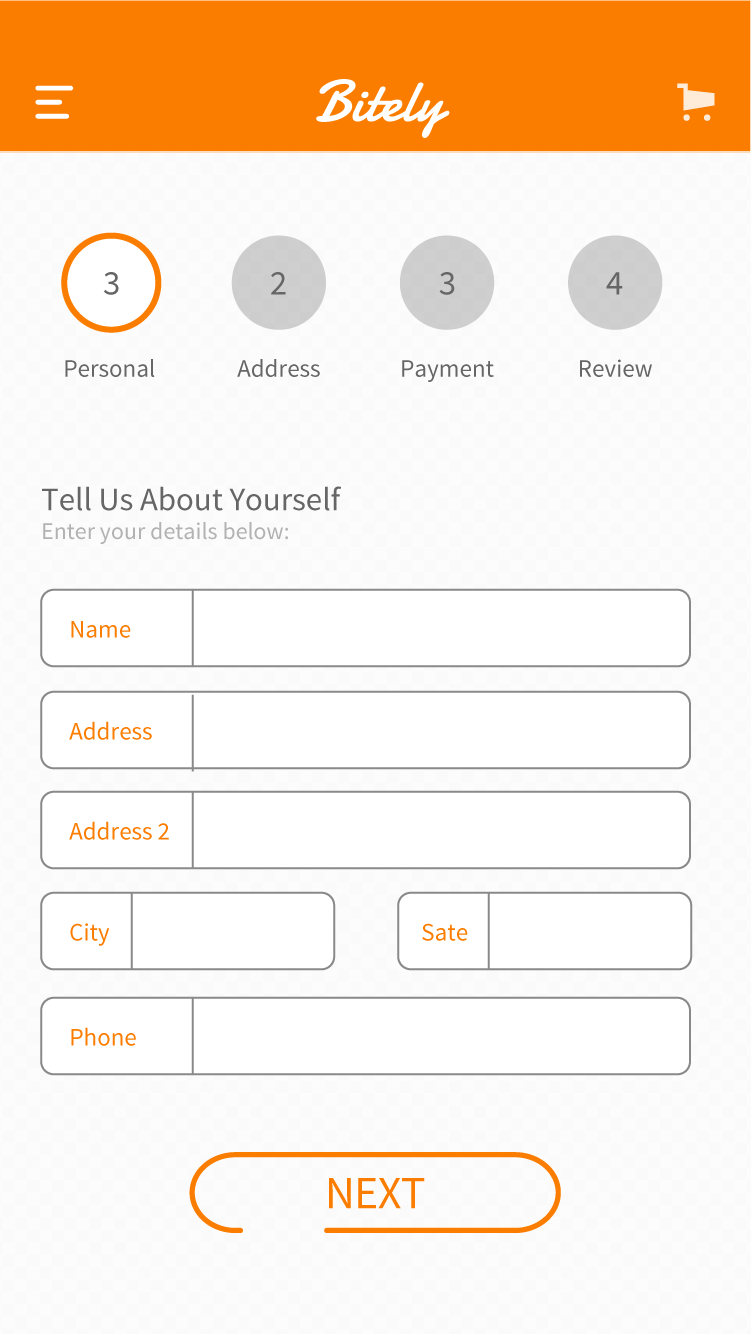 Bitely
3 2 3 4
Personal Address Payment Review
Tell Us About Yourself
Enter your details below:
Name
Address
Address 2
City Sate
Phone
NEXT